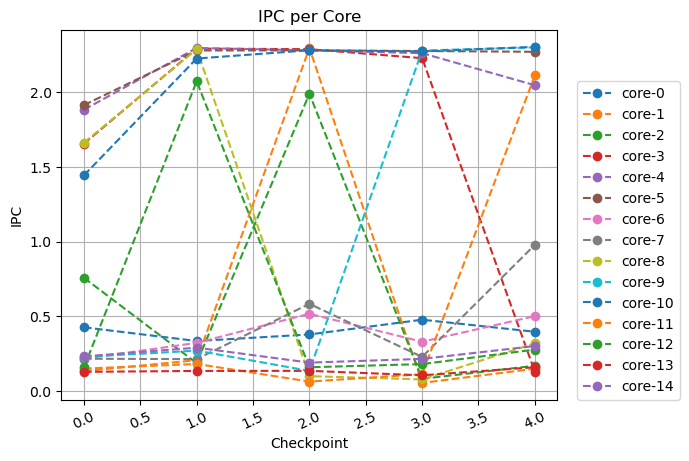 IPC per Core
IPC
2.0
1.5
1.0
0.5
0.0
0.0
0.5
1.0
1.5
2.0
2.5
3.0
3.5
4.0
Checkpoint
core-0
core-1
core-2
core-3
core-4
core-5
core-6
core-7
core-8
core-9
core-10
core-11
core-12
core-13
core-14